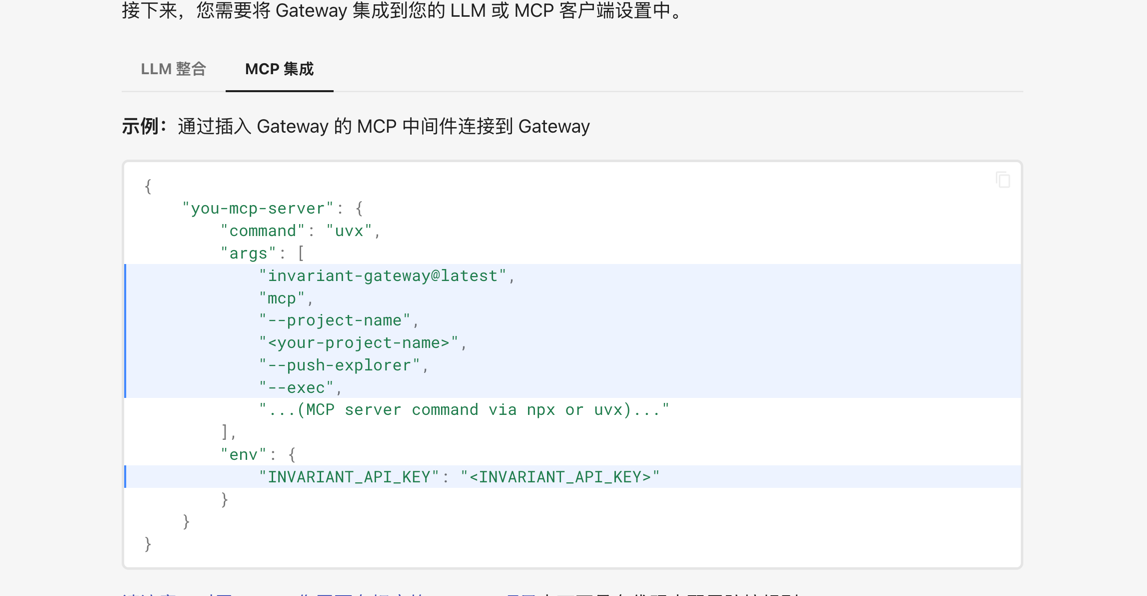 接下来，您需要将 Gateway 集成到您的 LLM 或 MCP 客户端设置中。
LLM 整合 MCP 集成
示例：通过插入 Gateway 的 MCP 中间件连接到 Gateway
{
    "you-mcp-server": {
        "command": "uvx",
        "args": [
            "invariant-gateway@latest",
            "mcp",
            "--project-name",
            "<your-project-name>",
            "--push-explorer",
            "--exec",
            "...(MCP server command via npx or uvx)..."
        ],
        "env": {
            "INVARIANT_API_KEY": "<INVARIANT_API_KEY>"
        }
    }
}